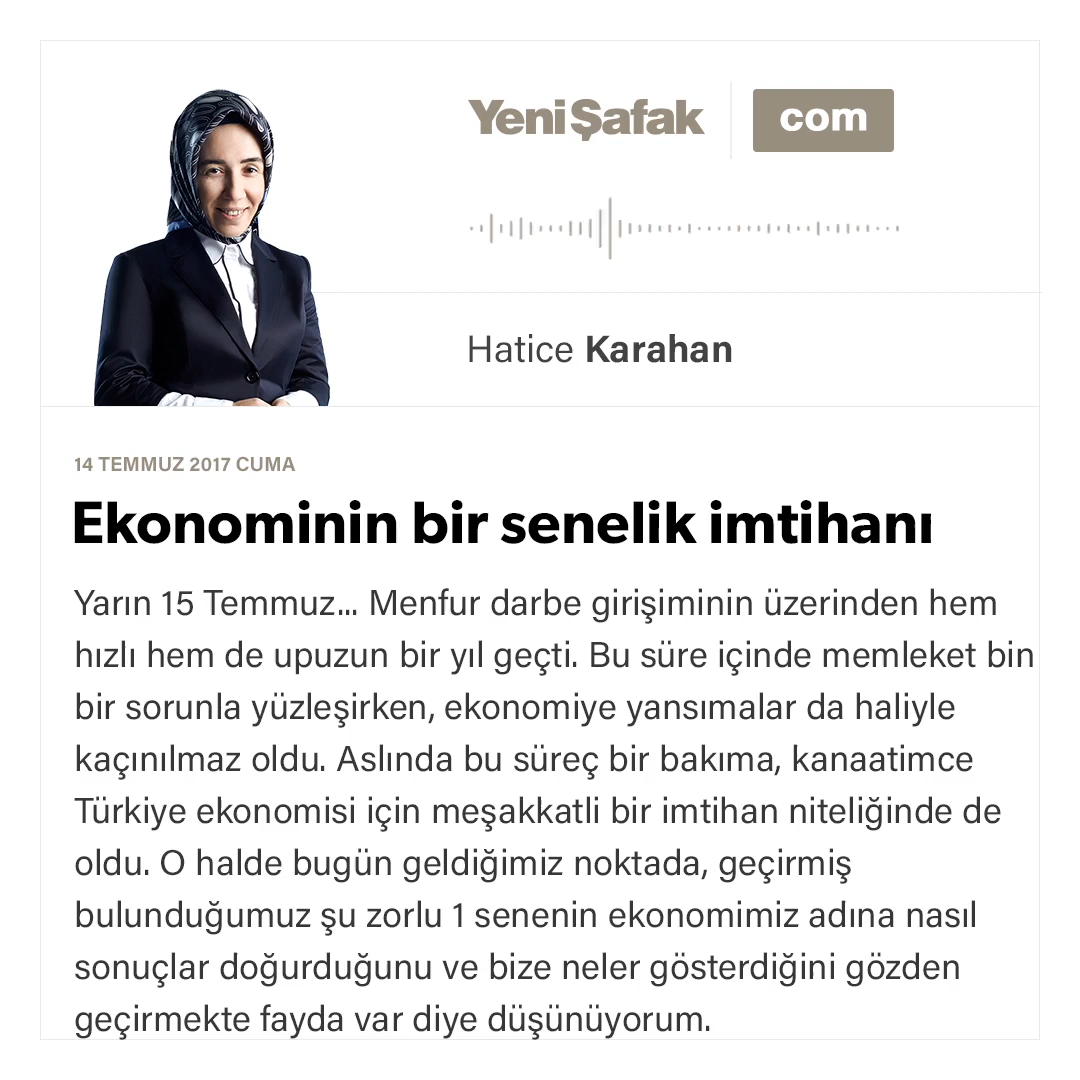 YeniŞafak
com
Hatice Karahan
14 TEMMUZ 2017 CUMA
Ekonominin bir senelik imtihanı
Yarın 15 Temmuz... Menfur darbe girişiminin üzerinden hem
hızlı hem de upuzun bir yıl geçti. Bu süre içinde memleket bin
bir sorunla yüzleşirken, ekonomiye yansımalar da haliyle
kaçınılmaz oldu. Aslında bu süreç bir bakıma, kanaatimce
Türkiye ekonomisi için meşakkatli bir imtihan niteliğinde de
oldu. O halde bugün geldiğimiz noktada, geçirmiş
bulunduğumuz şu zorlu 1 senenin ekonomimiz adına nasıl
sonuçlar doğurduğunu ve bize neler gösterdiğini gözden
geçirmekte fayda var diye düşünüyorum.